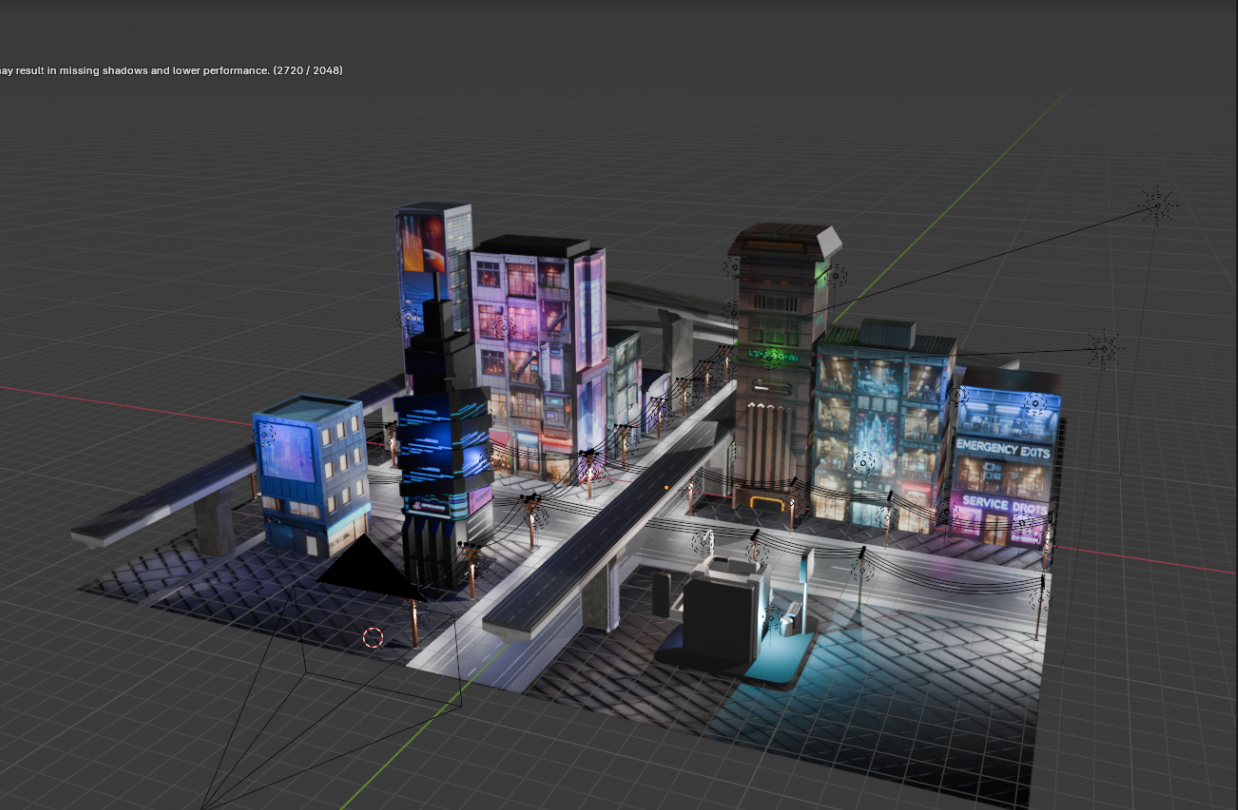 ay result in missing shadows and lower performance. (2720 / 2048)
EMERGENCY EXITS
SERVICE DROTS